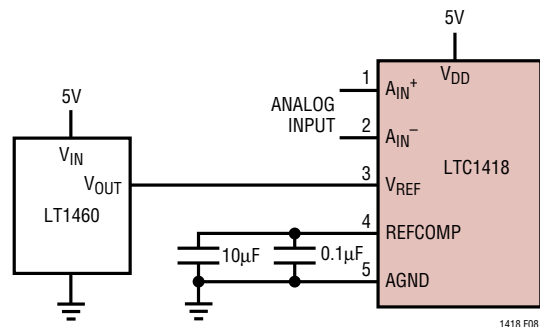 5V
5V
1
AIN+
VDD
ANALOG
INPUT
2
AIN–
LTC1418
VIN
VOUT
3
VREF
LT1460
4
REFCOMP
10μF
0.1μF
5
AGND
1418 F08